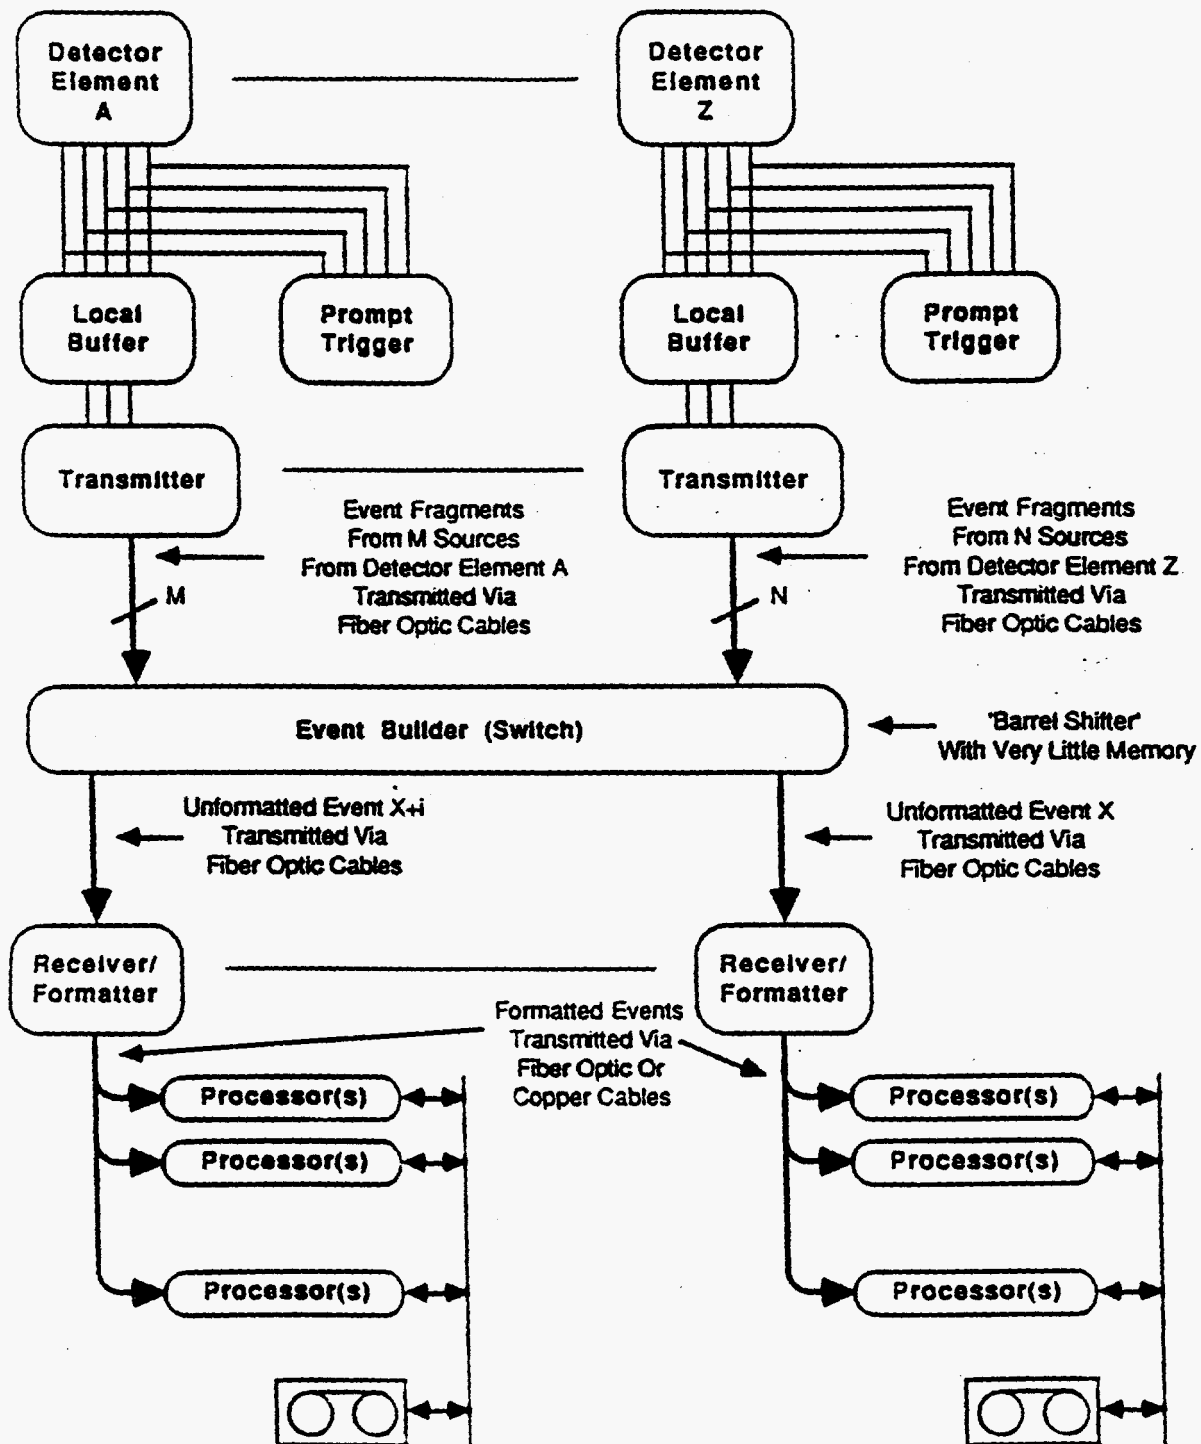 Detector
Element
A
Detector
Element
Z
Local
Buffer
Prompt
Trigger
Local
Buffer
Prompt
Trigger
Transmitter
Transmitter
Event Fragments
From M Sources
From Detector Element A
Transmitted Via
Fiber Optic Cables
M
Event Fragments
From N Sources
From Detector Element Z
Transmitted Via
Fiber Optic Cables
N
Event Builder (Switch)
'Barrel Shifter'
With Very Little Memory
Unformatted Event X+i
Transmitted Via
Fiber Optic Cables
Unformatted Event X
Transmitted Via
Fiber Optic Cables
Receiver/
Formatter
Receiver/
Formatter
Formatted Events
Transmitted Via
Fiber Optic Or
Copper Cables
Processor(s)
Processor(s)
Processor(s)
Processor(s)
Processor(s)
Processor(s)